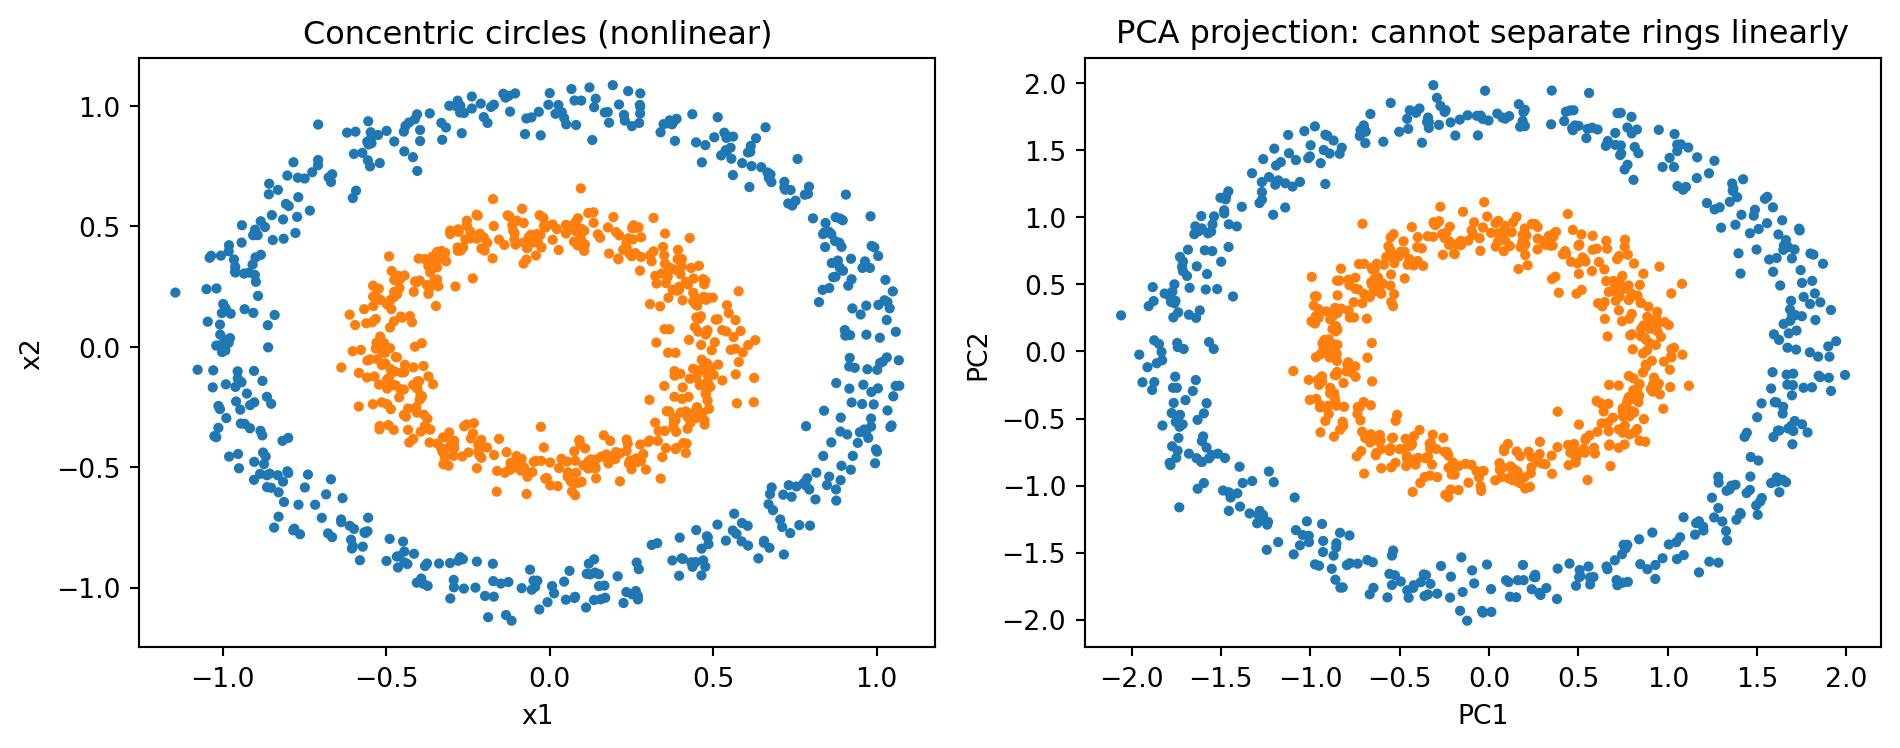 Concentric circles (nonlinear)
1.0
0.5
0.0
−0.5
−1.0
x2
−1.0 −0.5 0.0 0.5 1.0
x1
PCA projection: cannot separate rings linearly
2.0
1.5
1.0
0.5
0.0
−0.5
−1.0
−1.5
−2.0
PC2
−2.0 −1.5 −1.0 −0.5 0.0 0.5 1.0 1.5 2.0
PC1